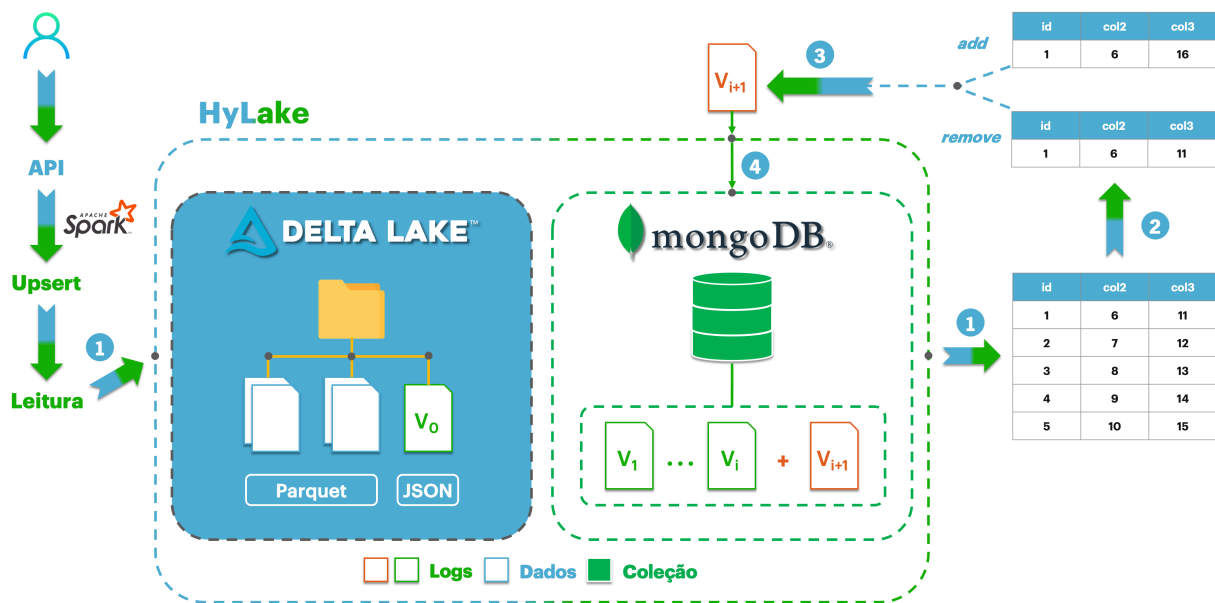 API
APACHE
Spark
Upsert
Leitura
1
HyLake
DELTA LAKE™
V0
Parquet
JSON
mongoDB®
V1 ... Vi + Vi+1
Vi+1
3
4
add
id col2 col3
1 6 16
remove
id col2 col3
1 6 11
2
1
id col2 col3
1 6 11
2 7 12
3 8 13
4 9 14
5 10 15
Logs Dados Coleção